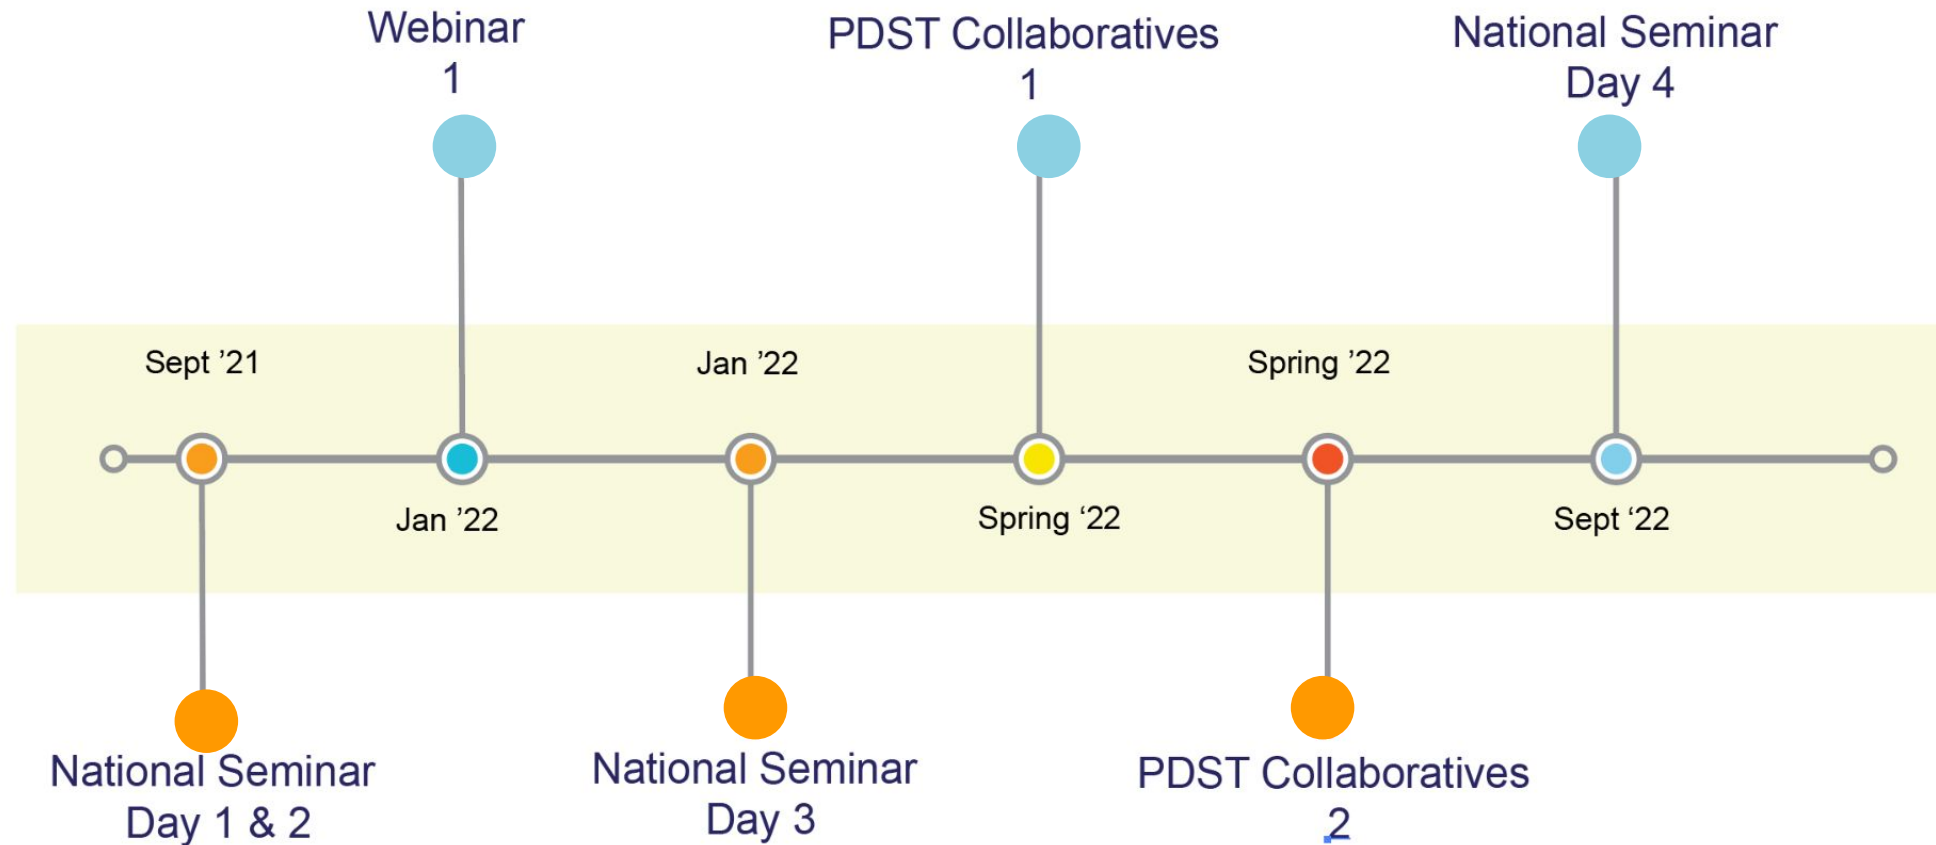 Webinar
1
PDST Collaboratives
1
National Seminar
Day 4
Sept ’21
Jan ’22
Spring ’22
Jan ’22
Spring ‘22
Sept ‘22
National Seminar
Day 1 & 2
National Seminar
Day 3
PDST Collaboratives
2